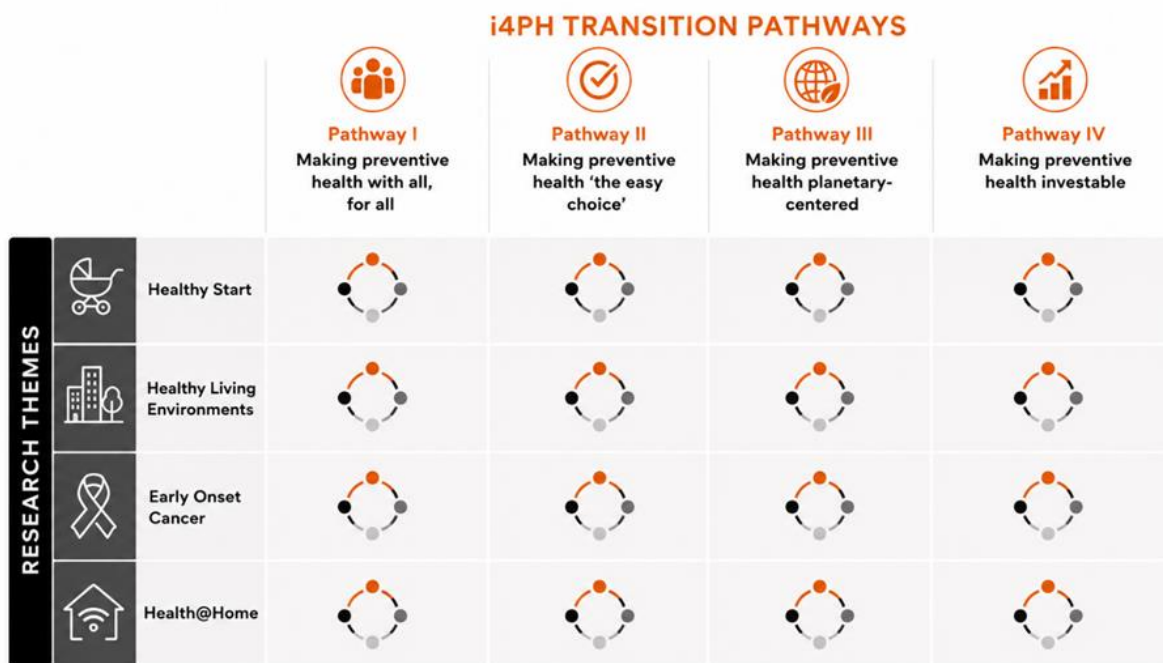 i4PH TRANSITION PATHWAYS
Pathway I
Making preventive
health with all,
for all
Pathway II
Making preventive
health ‘the easy
choice’
Pathway III
Making preventive
health planetary-
centered
Pathway IV
Making preventive
health investable
RESEARCH THEMES
Healthy Start
Healthy Living
Environments
Early Onset
Cancer
Health@Home